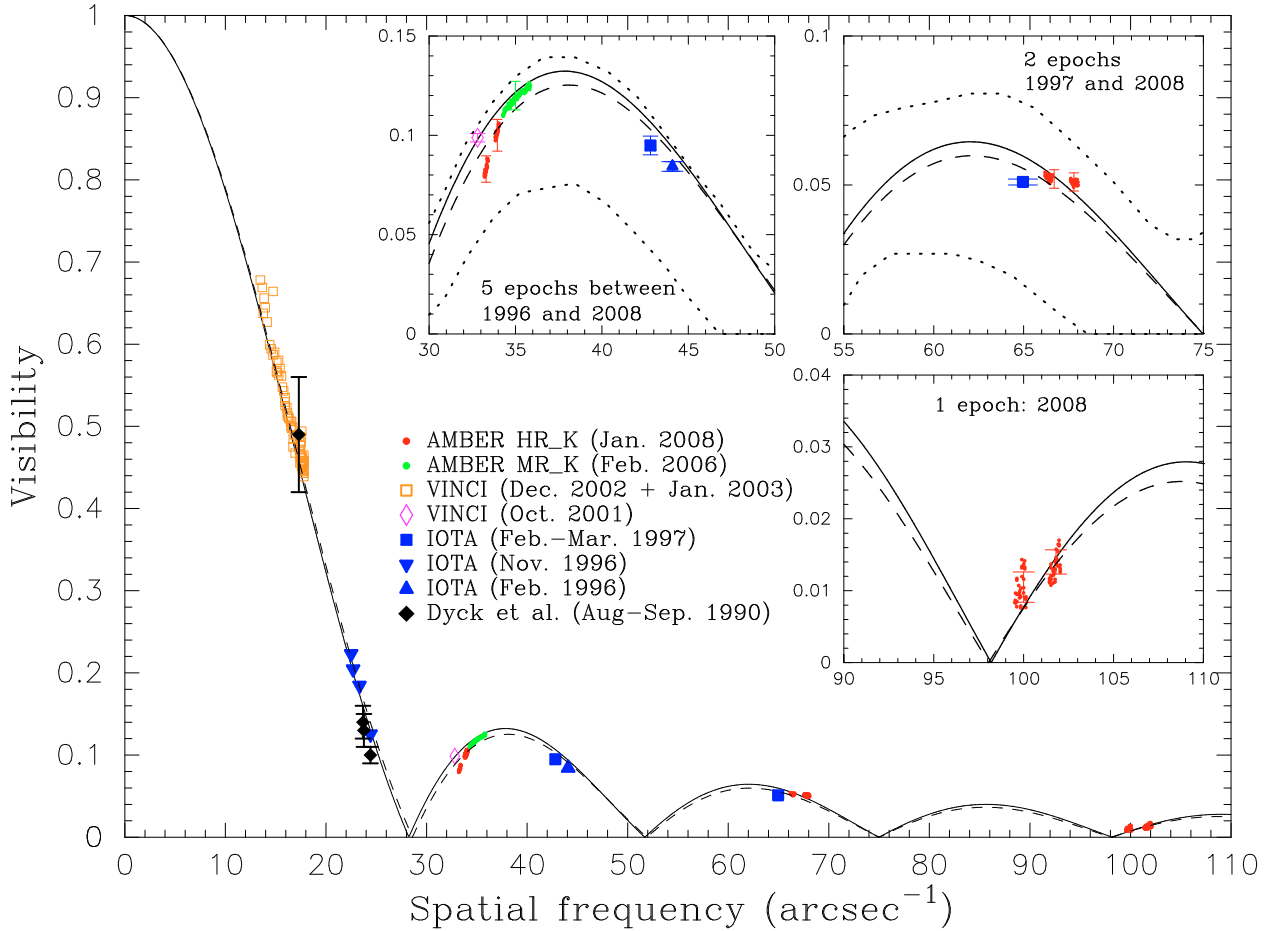 1
0.9
0.8
0.7
0.6
0.5
0.4
0.3
0.2
0.1
0
Visibility
0 10 20 30 40 50 60 70 80 90 100 110
Spatial frequency (arcsec⁻¹)
0.15
0.1
0.05
0
30 35 40 45 50
5 epochs between
1996 and 2008
0.1
0.05
0
55 60 65 70 75
2 epochs
1997 and 2008
0.04
0.03
0.02
0.01
0
90 95 100 105 110
1 epoch: 2008
AMBER HR_K (Jan. 2008)
AMBER MR_K (Feb. 2006)
VINCI (Dec. 2002 + Jan. 2003)
VINCI (Oct. 2001)
IOTA (Feb.−Mar. 1997)
IOTA (Nov. 1996)
IOTA (Feb. 1996)
Dyck et al. (Aug−Sep. 1990)